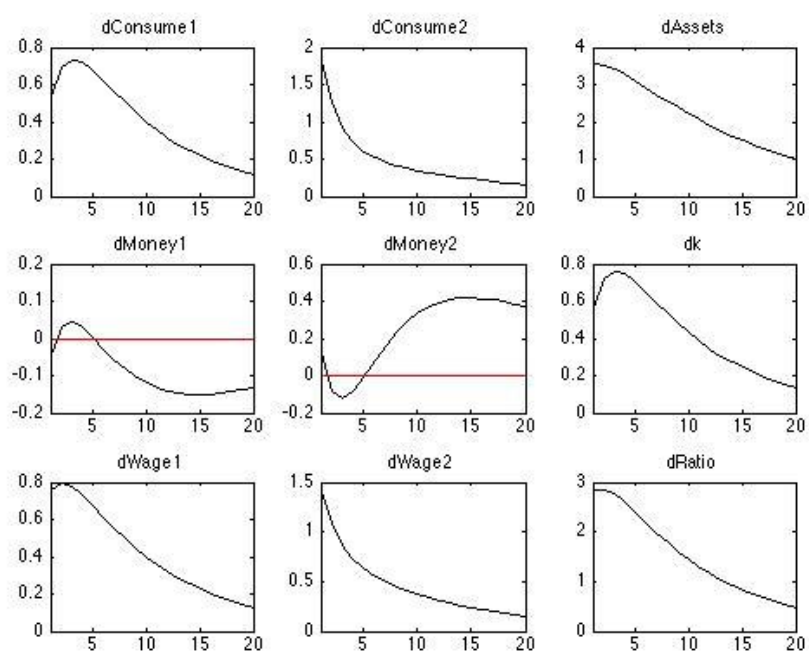 dConsume1 dConsume2 dAssets
0.8 2 4
0.6 1.5 3
0.4 1 2
0.2 0.5 1
0 0 0
5 10 15 20 5 10 15 20 5 10 15 20
dMoney1 dMoney2 dk
0.2 0.6 0.8
0.1 0.4 0.6
0 0.2 0.4
-0.1 0 0.2
-0.2 -0.2 0
5 10 15 20 5 10 15 20 5 10 15 20
dWage1 dWage2 dRatio
0.8 1.5 3
0.6 1 2
0.4 0.5 1
0.2
0 0 0
5 10 15 20 5 10 15 20 5 10 15 20